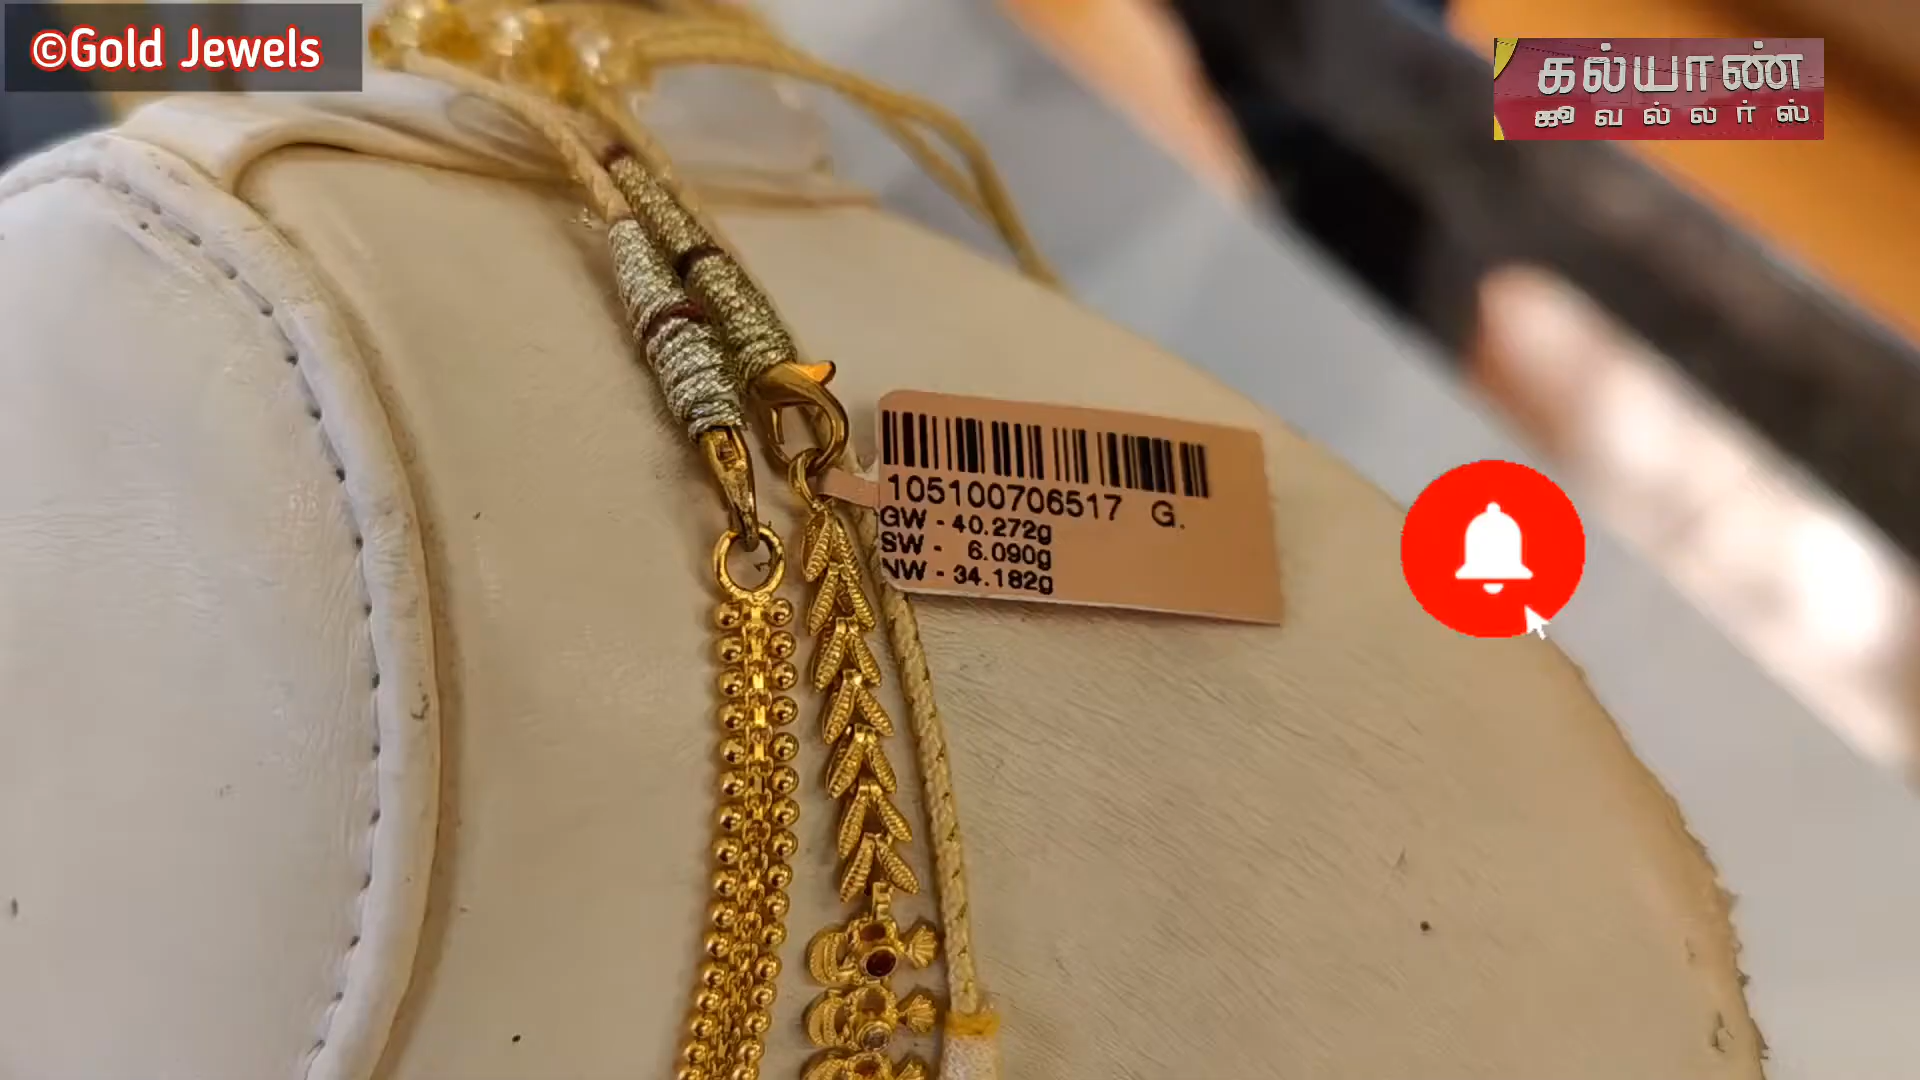 ©Gold Jewels
கல்யாண்
ஜுவல்லர்ஸ்
105100706517 G.
GW - 40.272g
SW - 6.090g
NW - 34.182g